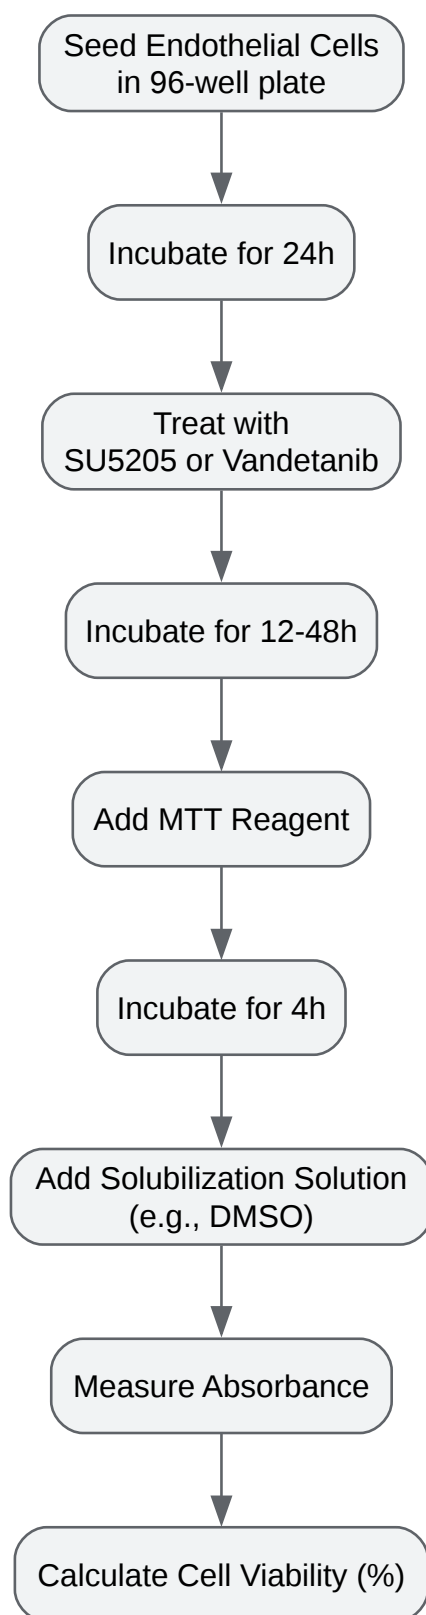 Seed Endothelial Cells
in 96-well plate
Incubate for 24h
Treat with
SU5205 or Vandetanib
Incubate for 12-48h
Add MTT Reagent
Incubate for 4h
Add Solubilization Solution
(e.g., DMSO)
Measure Absorbance
Calculate Cell Viability (%)